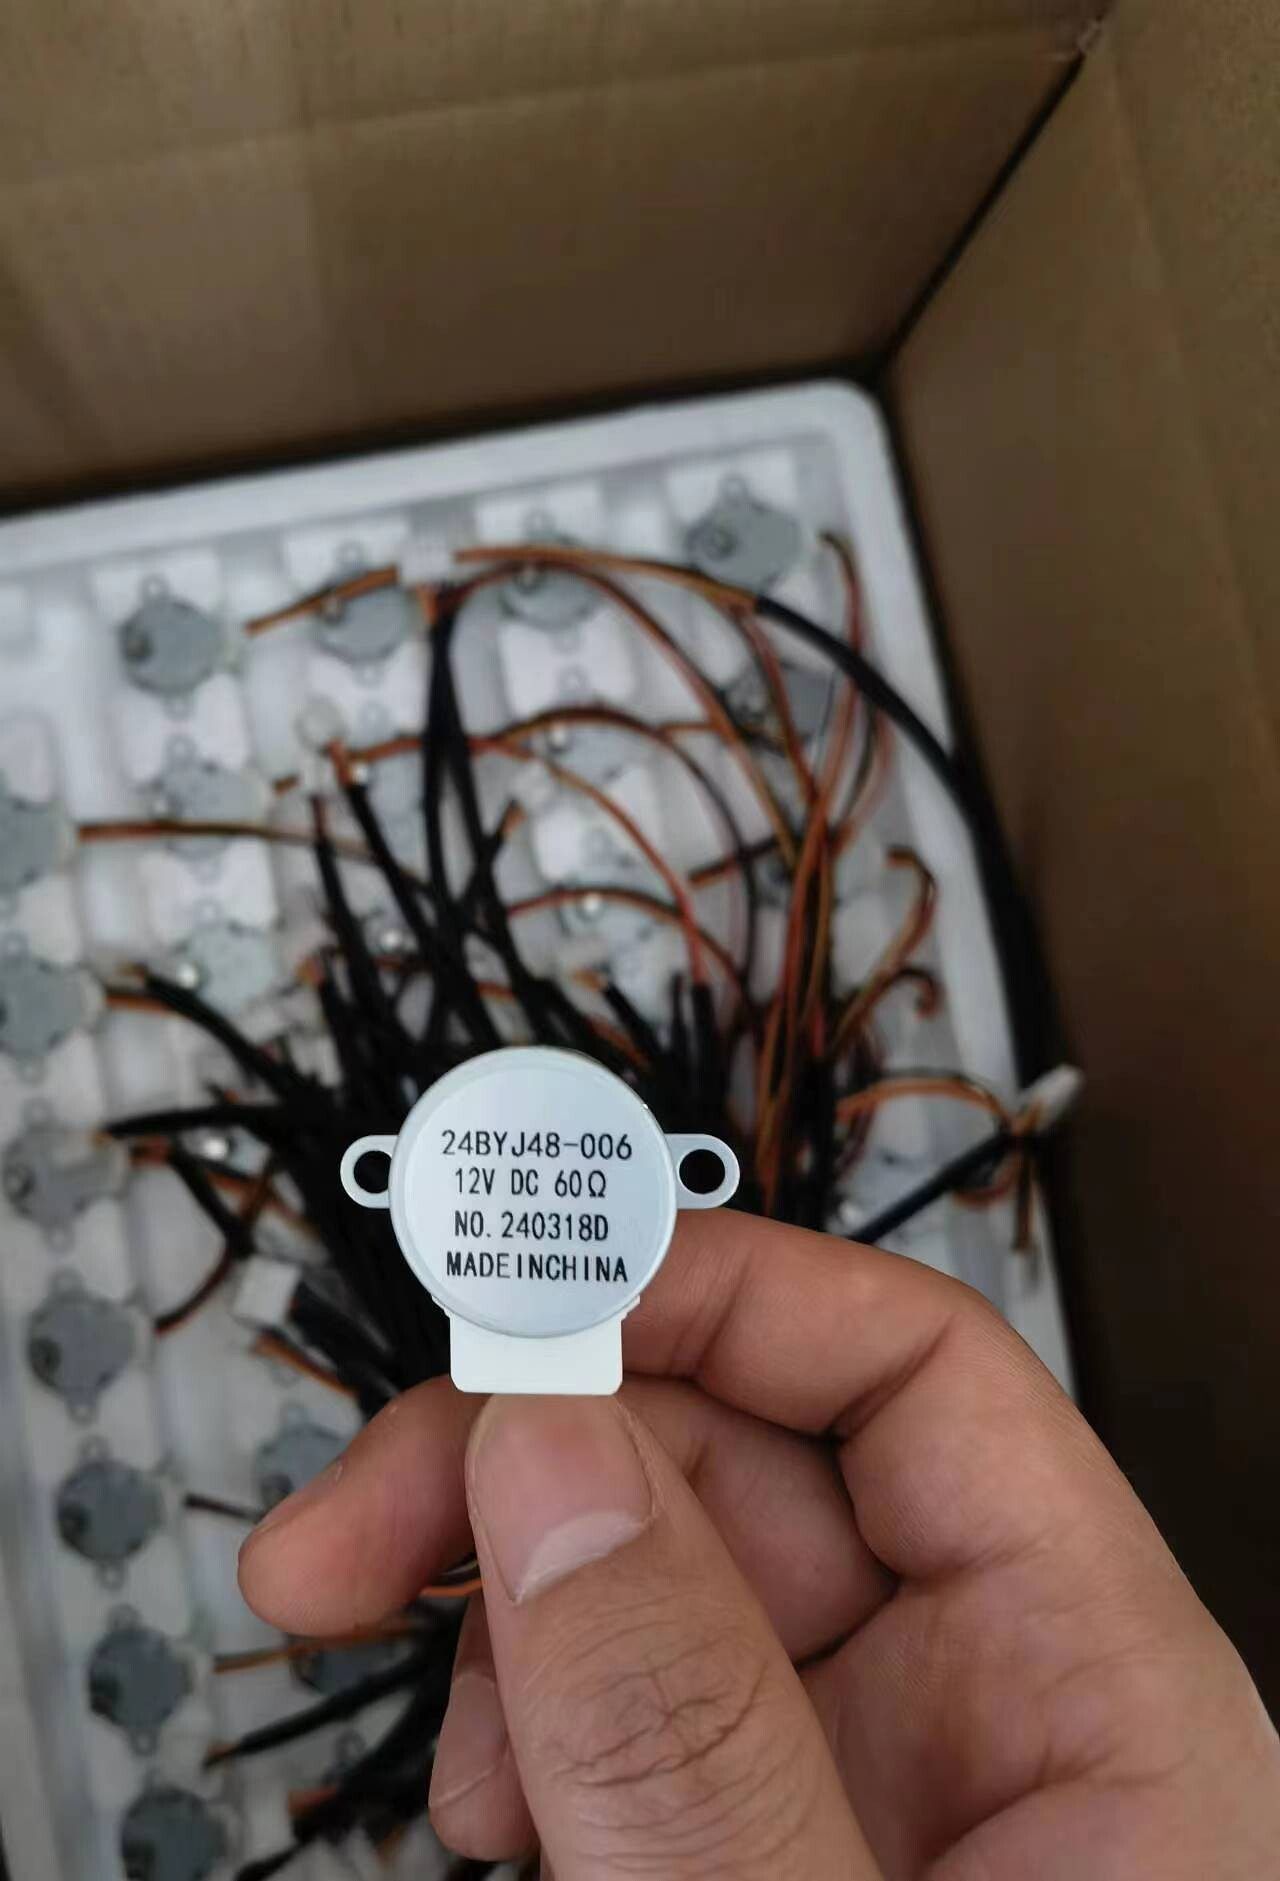 24BYJ48-006
12V DC 60Ω
NO. 240318D
MADEINCHINA